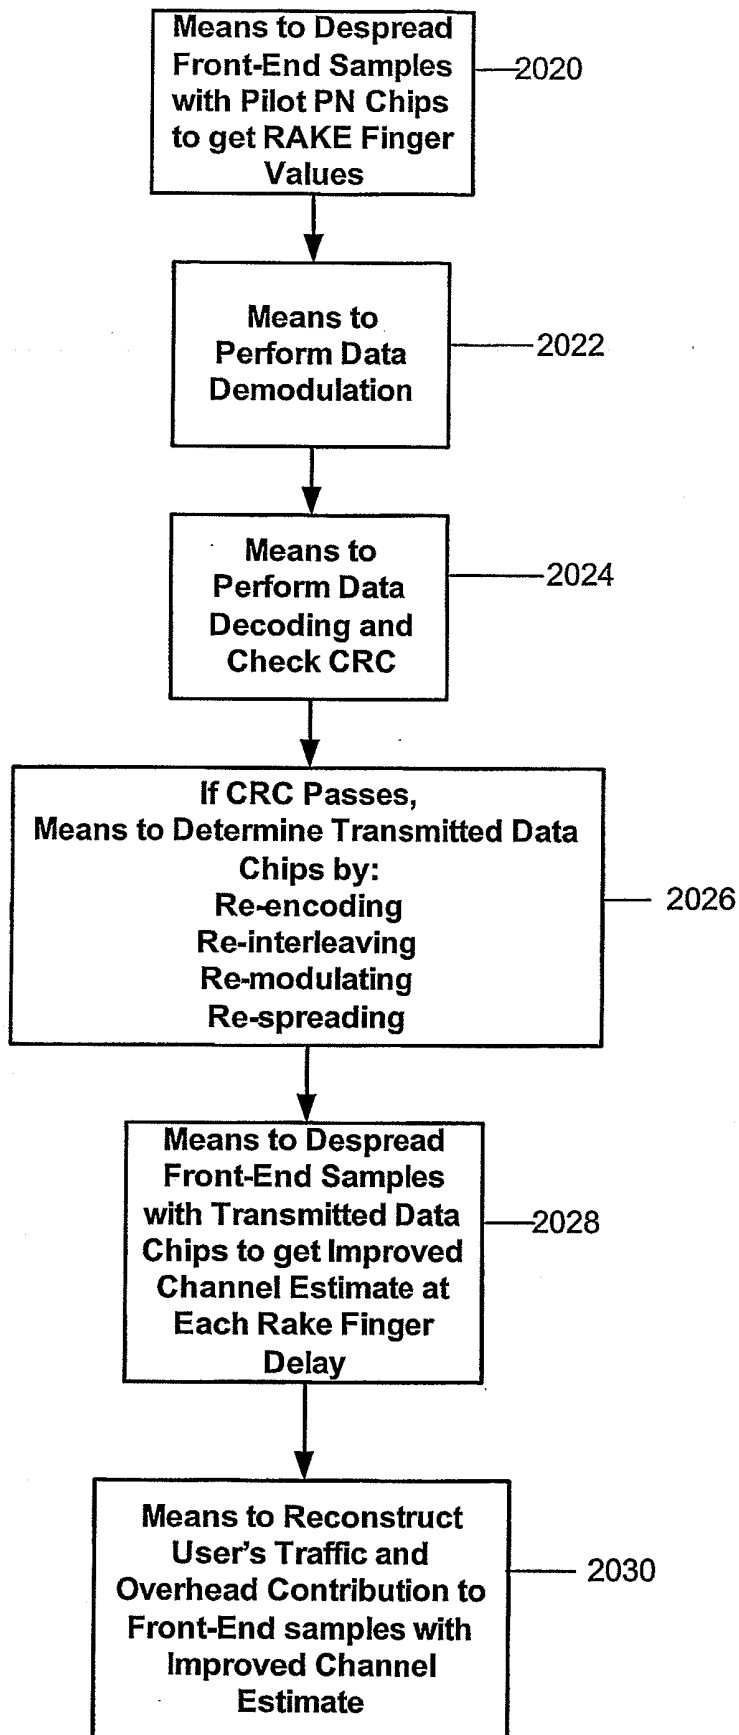 Means to Despread
Front-End Samples
with Pilot PN Chips
to get RAKE Finger
Values
2020
Means to
Perform Data
Demodulation
2022
Means to
Perform Data
Decoding and
Check CRC
2024
If CRC Passes,
Means to Determine Transmitted Data
Chips by:
Re-encoding
Re-interleaving
Re-modulating
Re-spreading
2026
Means to Despread
Front-End Samples
with Transmitted Data
Chips to get Improved
Channel Estimate at
Each Rake Finger
Delay
2028
Means to Reconstruct
User's Traffic and
Overhead Contribution to
Front-End samples with
Improved Channel
Estimate
2030